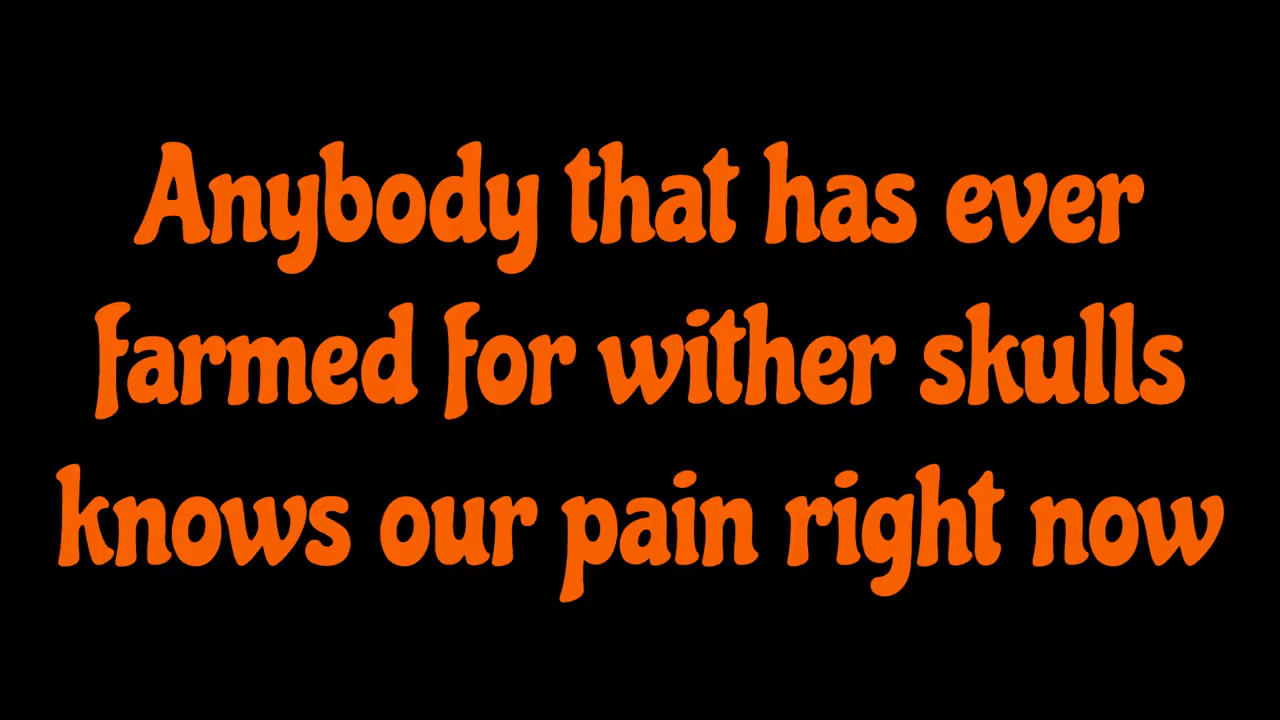 Anybody that has ever
farmed for wither skulls
knows our pain right now